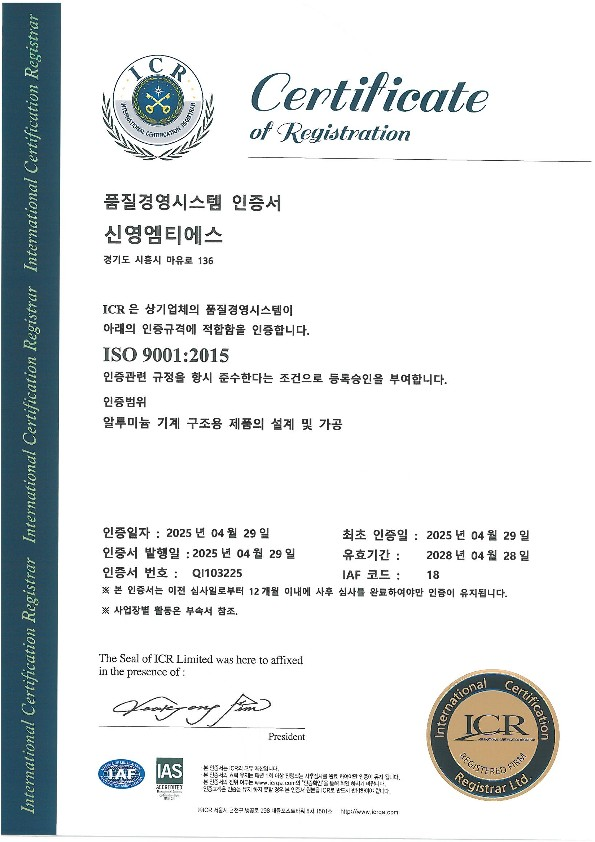 International Certification Registrar International Certification Registrar International Certification Registrar
ICR
INTERNATIONAL CERTIFICATION REGISTRAR
Certificate
of Registration
품질경영시스템 인증서
신영엠티에스
경기도 시흥시 마유로 136
ICR은 상기업체의 품질경영시스템이
아래의 인증규격에 적합함을 인증합니다.
ISO 9001:2015
인증관련 규정을 항시 준수한다는 조건으로 등록승인을 부여합니다.
인증범위
알루미늄 기계 구조용 제품의 설계 및 가공
인증일자 : 2025 년 04 월 29 일 최초 인증일 : 2025 년 04 월 29 일
인증서 발행일 : 2025 년 04 월 29 일 유효기간 : 2028 년 04 월 28 일
인증서 번호 : QI103225 IAF 코드 : 18
※ 본 인증서는 이전 심사일로부터 12개월 이내에 사후 심사를 완료하여야만 인증이 유지됩니다.
※ 사업장별 활동은 부속서 참조.
The Seal of ICR Limited was here to affixed
in the presence of :
President
International Certification
ICR
REGISTERED FIRM
Registrar Ltd.
IAF
IAS
ACCREDITED
http://www.icrqa.com